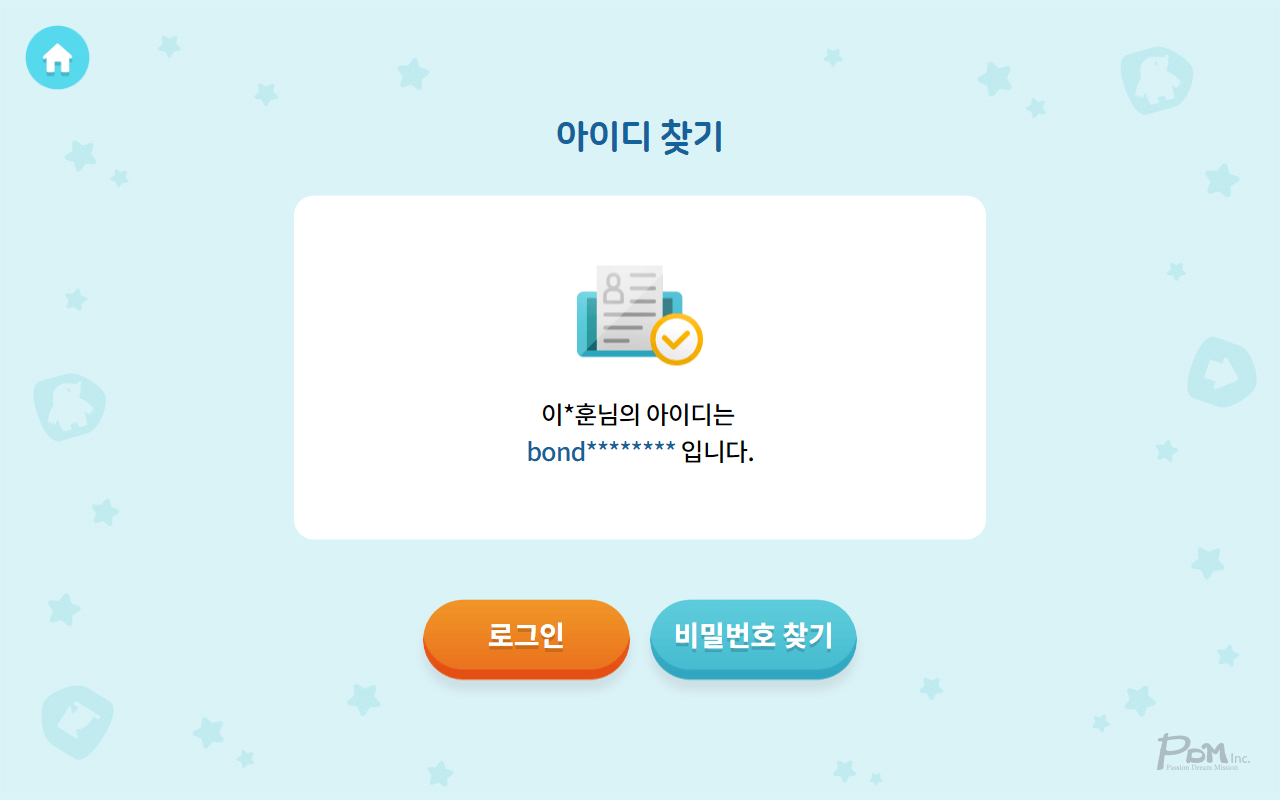 아이디 찾기
이*훈님의 아이디는
bond******** 입니다.
로그인
비밀번호 찾기
PDM Inc.
Passion Dream Mission